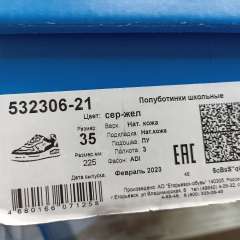 532306-21
Полуботинки школьные
Цвет: сер-жел
Размер
35
Размер мм:
225
Верх. Нат. кожа
Подкладка: Нат.кожа
Подошва: ПУ
Полнота: 3
Фасон: ADI
Дата выпуска: Февраль 2023
EAC
4680166071258